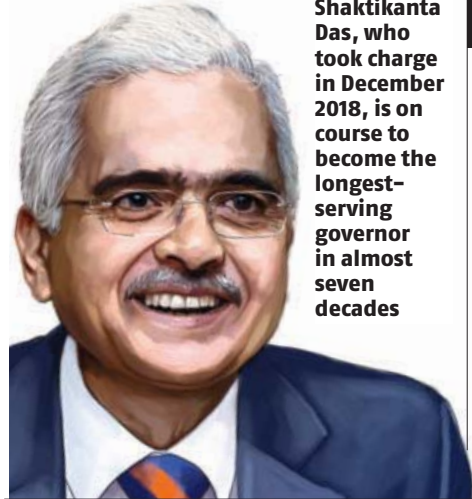 Shaktikanta
Das, who
took charge
in December
2018, is on
course to
become the
longest-
serving
governor
in almost
seven
decades